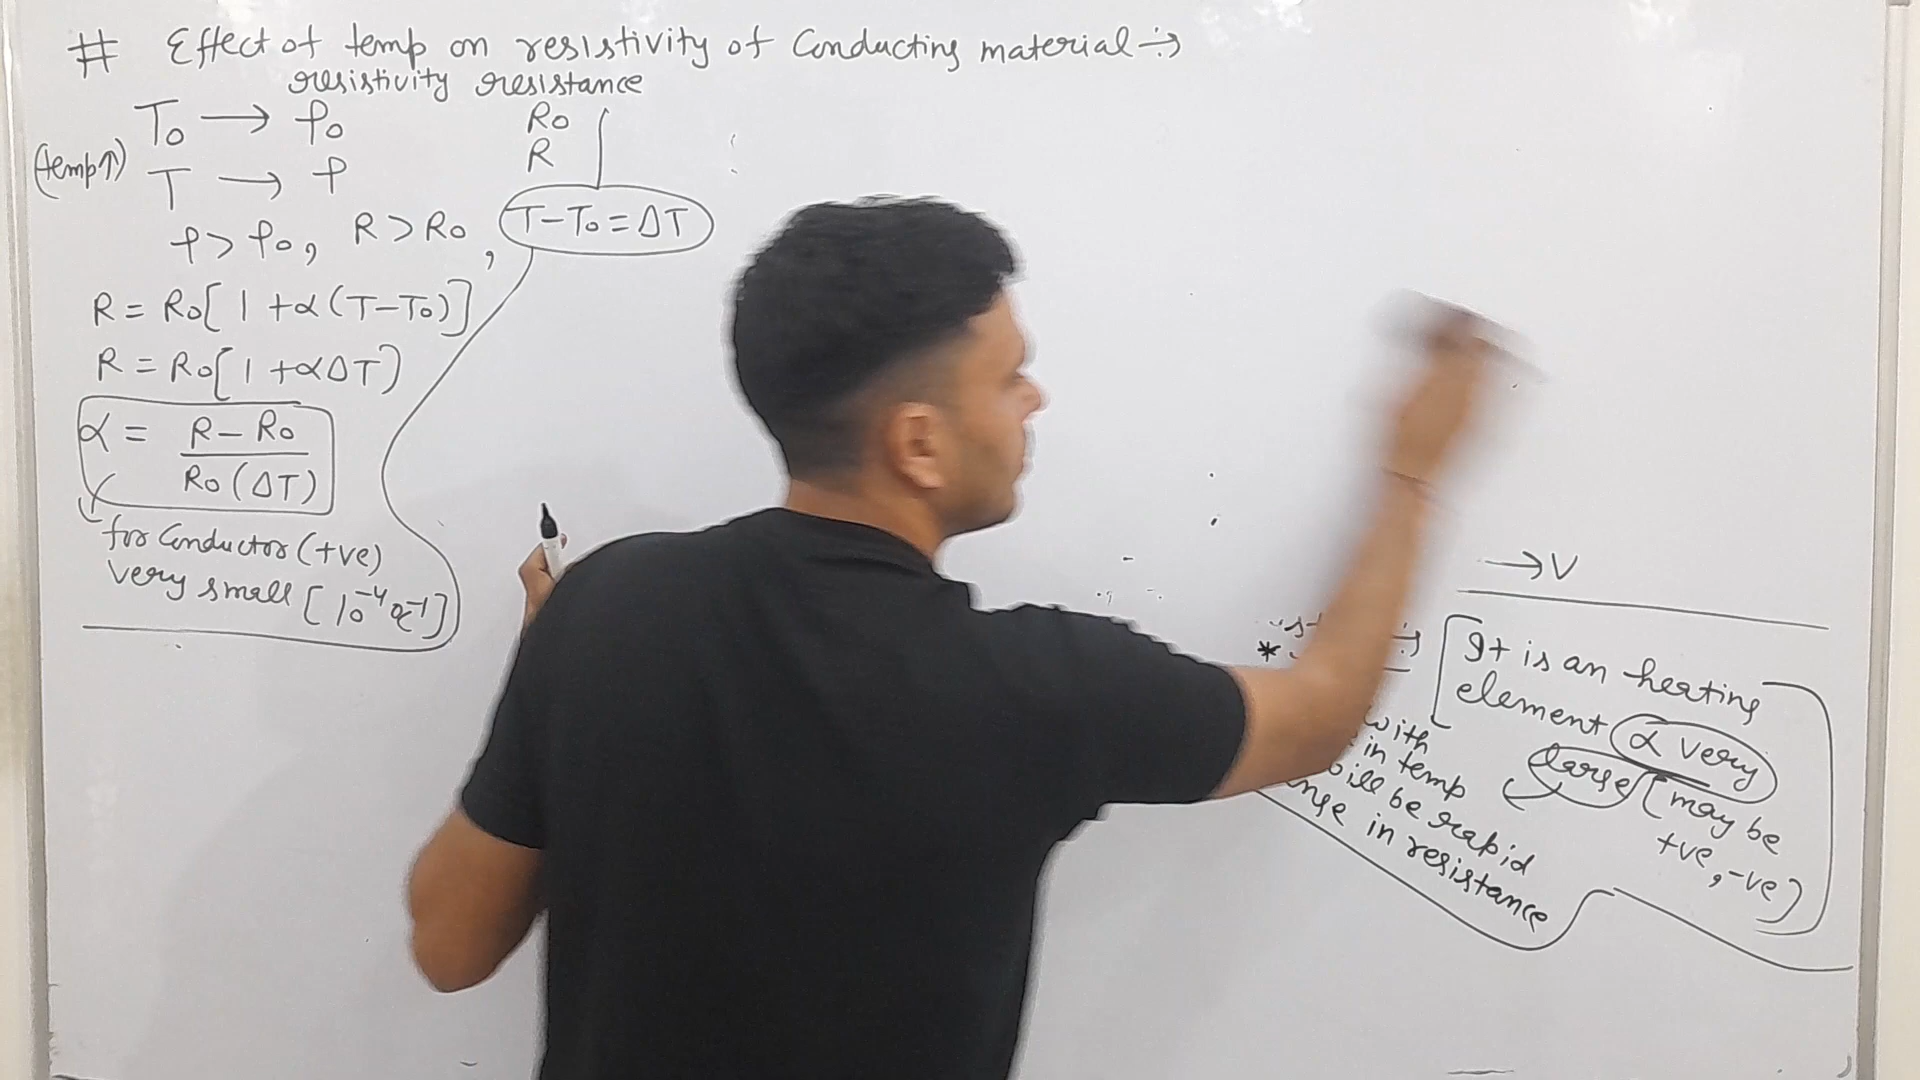 # Effect of temp on resistivity of Conducting material ÷>
resistivity resistance
T₀ → ρ₀ R₀
(temp↑) T → ρ R
ρ > ρ₀, R > R₀, T-T₀ = ΔT
R = R₀[1 + α(T-T₀)]
R = R₀[1 + αΔT)
α = R - R₀ / R₀(ΔT)
for Conductor (+ve)
very small [10⁻⁴ °C⁻¹]
→ V
* 
It is an heating
element α very
large [may be
+ve, -ve)
with
in temp
will be rapid
in resistance